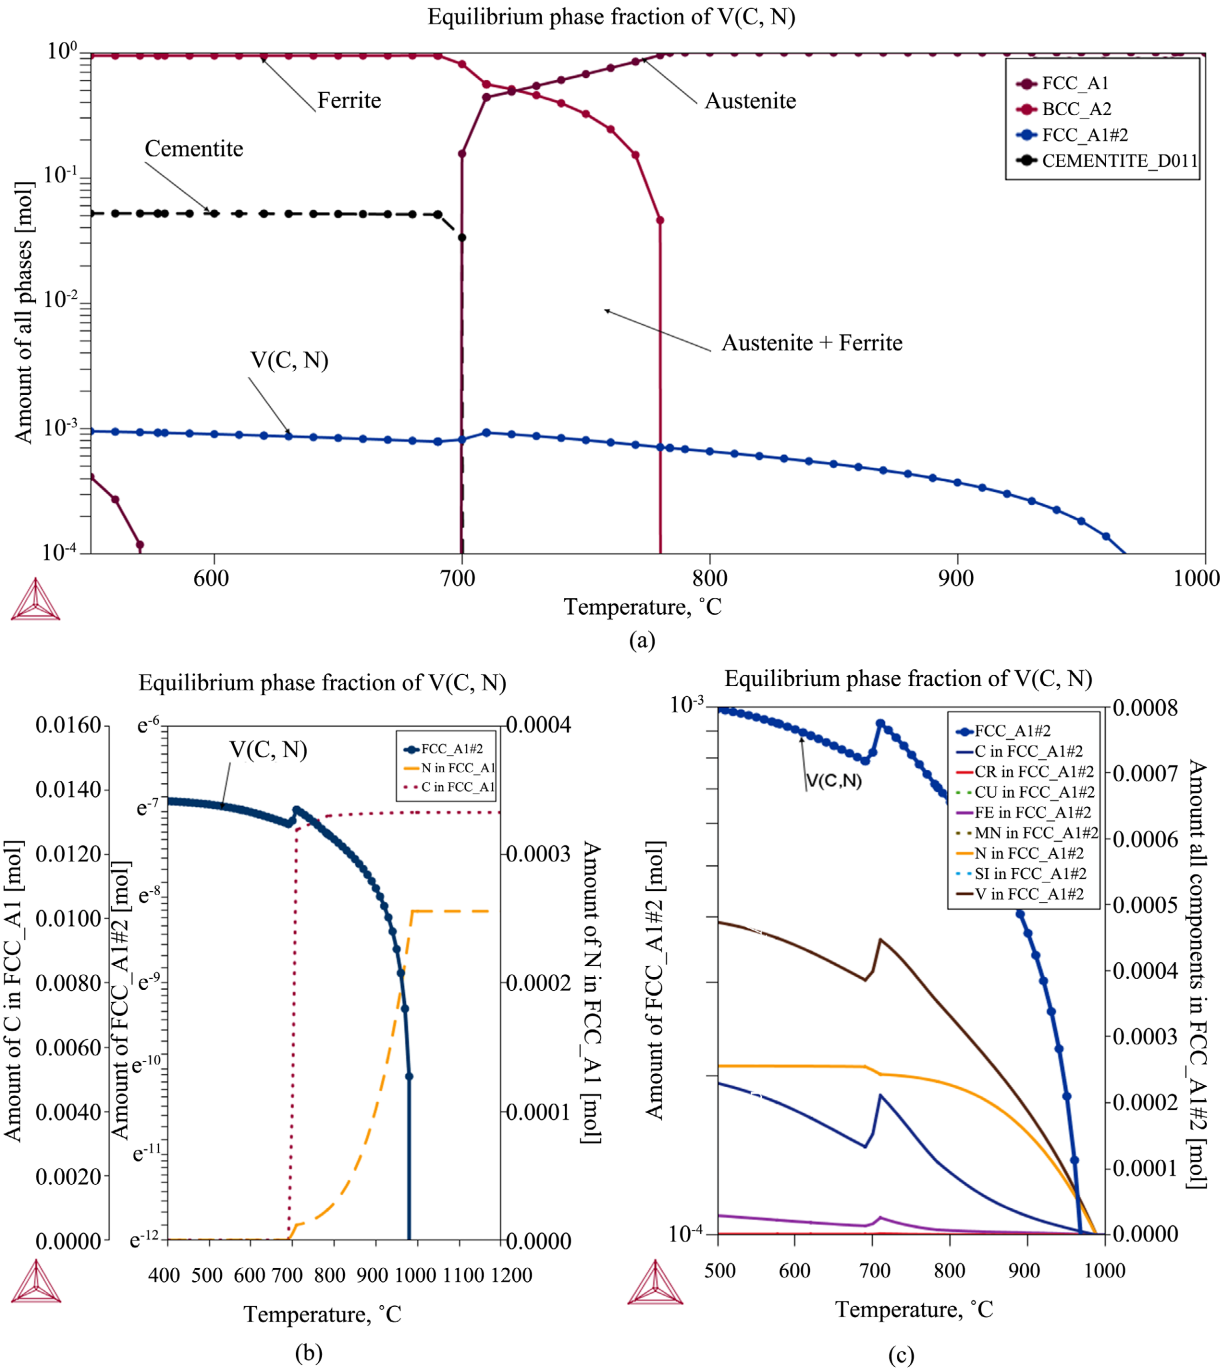 Equilibrium phase fraction of V(C, N)
10⁰
10⁻¹
10⁻²
10⁻³
10⁻⁴
Amount of all phases [mol]
Ferrite
Austenite
Cementite
V(C, N)
Austenite + Ferrite
FCC_A1
BCC_A2
FCC_A1#2
CEMENTITE_D011
600 700 800 900 1000
Temperature, ˚C
(a)
Equilibrium phase fraction of V(C, N)
Amount of C in FCC_A1 [mol]
0.0160
0.0140
0.0120
0.0100
0.0080
0.0060
0.0040
0.0020
0.0000
Amount of FCC_A1#2 [mol]
e⁻⁶
e⁻⁷
e⁻⁸
e⁻⁹
e⁻¹⁰
e⁻¹¹
e⁻¹²
V(C, N)
FCC_A1#2
N in FCC_A1
C in FCC_A1
0.0004
0.0003
0.0002
0.0001
0.0000
Amount of N in FCC_A1 [mol]
400 500 600 700 800 900 1000 1100 1200
Temperature, ˚C
(b)
Equilibrium phase fraction of V(C, N)
Amount of FCC_A1#2 [mol]
10⁻³
10⁻⁴
V(C,N)
FCC_A1#2
C in FCC_A1#2
CR in FCC_A1#2
CU in FCC_A1#2
FE in FCC_A1#2
MN in FCC_A1#2
N in FCC_A1#2
SI in FCC_A1#2
V in FCC_A1#2
0.0008
0.0007
0.0006
0.0005
0.0004
0.0003
0.0002
0.0001
0.0000
Amount all components in FCC_A1#2 [mol]
500 600 700 800 900 1000
Temperature, ˚C
(c)